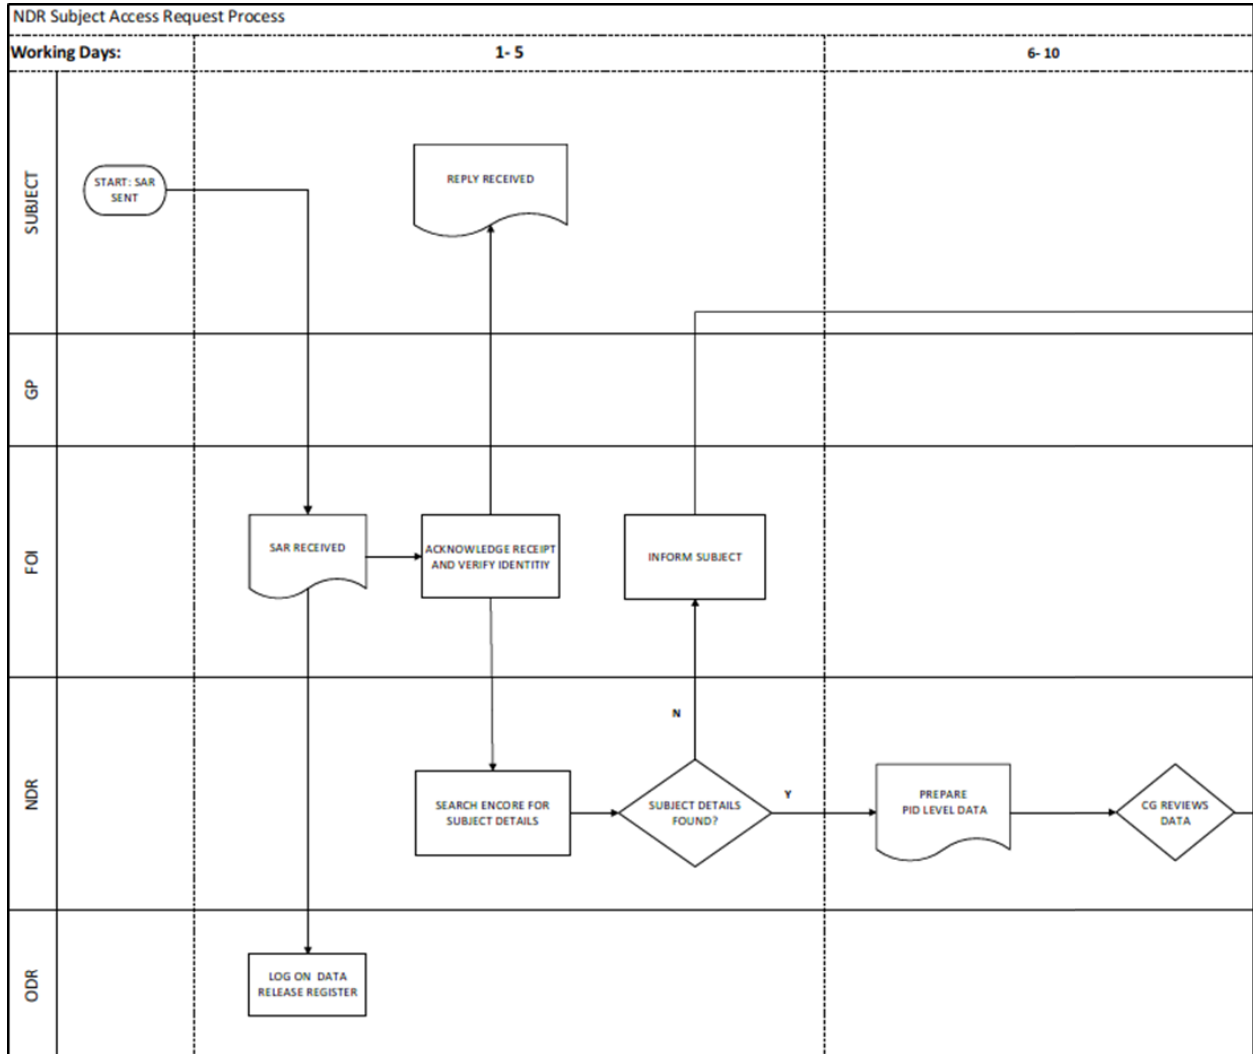 NDR Subject Access Request Process
Working Days:
1- 5
6- 10
SUBJECT
START: SAR
SENT
REPLY RECEIVED
GP
FOI
SAR RECEIVED
ACKNOWLEDGE RECEIPT
AND VERIFY IDENTITIY
INFORM SUBJECT
N
NDR
SEARCH ENCORE FOR
SUBJECT DETAILS
SUBJECT DETAILS
FOUND?
Y
PREPARE
PID LEVEL DATA
CG REVIEWS
DATA
ODR
LOG ON  DATA
RELEASE REGISTER